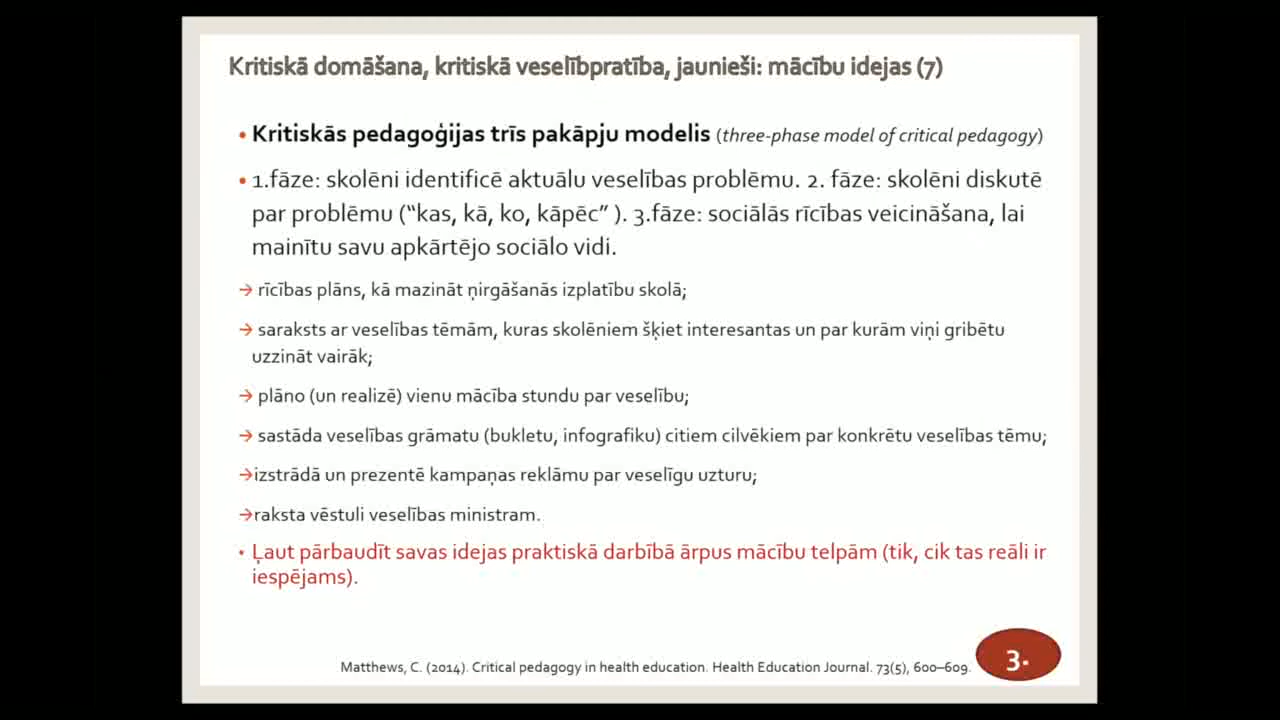 Kritiskā domāšana, kritiskā veselībpratība, jaunieši: mācību idejas (7)
• Kritiskās pedagoģijas trīs pakāpju modelis (three-phase model of critical pedagogy)
• 1.fāze: skolēni identificē aktuālu veselības problēmu. 2. fāze: skolēni diskutē
par problēmu (“kas, kā, ko, kāpēc” ). 3.fāze: sociālās rīcības veicināšana, lai
mainītu savu apkārtējo sociālo vidi.
→ rīcības plāns, kā mazināt ņirgāšanās izplatību skolā;
→ saraksts ar veselības tēmām, kuras skolēniem šķiet interesantas un par kurām viņi gribētu
uzzināt vairāk;
→ plāno (un realizē) vienu mācība stundu par veselību;
→ sastāda veselības grāmatu (bukletu, infografiku) citiem cilvēkiem par konkrētu veselības tēmu;
→izstrādā un prezentē kampaņas reklāmu par veselīgu uzturu;
→raksta vēstuli veselības ministram.
• Ļaut pārbaudīt savas idejas praktiskā darbībā ārpus mācību telpām (tik, cik tas reāli ir
iespējams).
Matthews, C. (2014). Critical pedagogy in health education. Health Education Journal. 73(5), 600–609.
3.